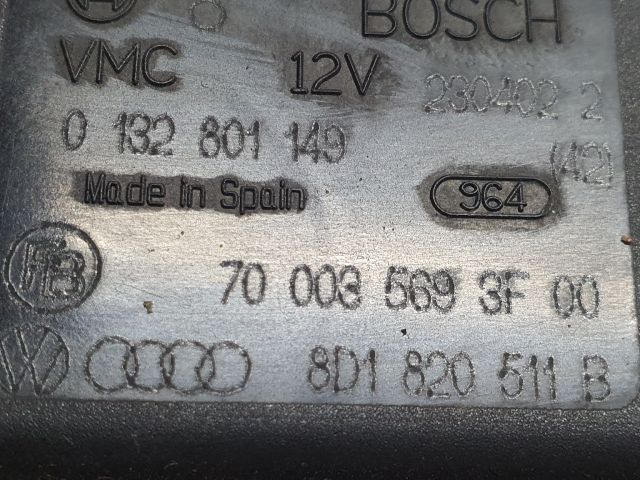 BOSCH
VMC 12V 230402 2
0 132 801 149 (42)
Made in Spain 964
70 003 569 3F 00
8D1 820 511 B